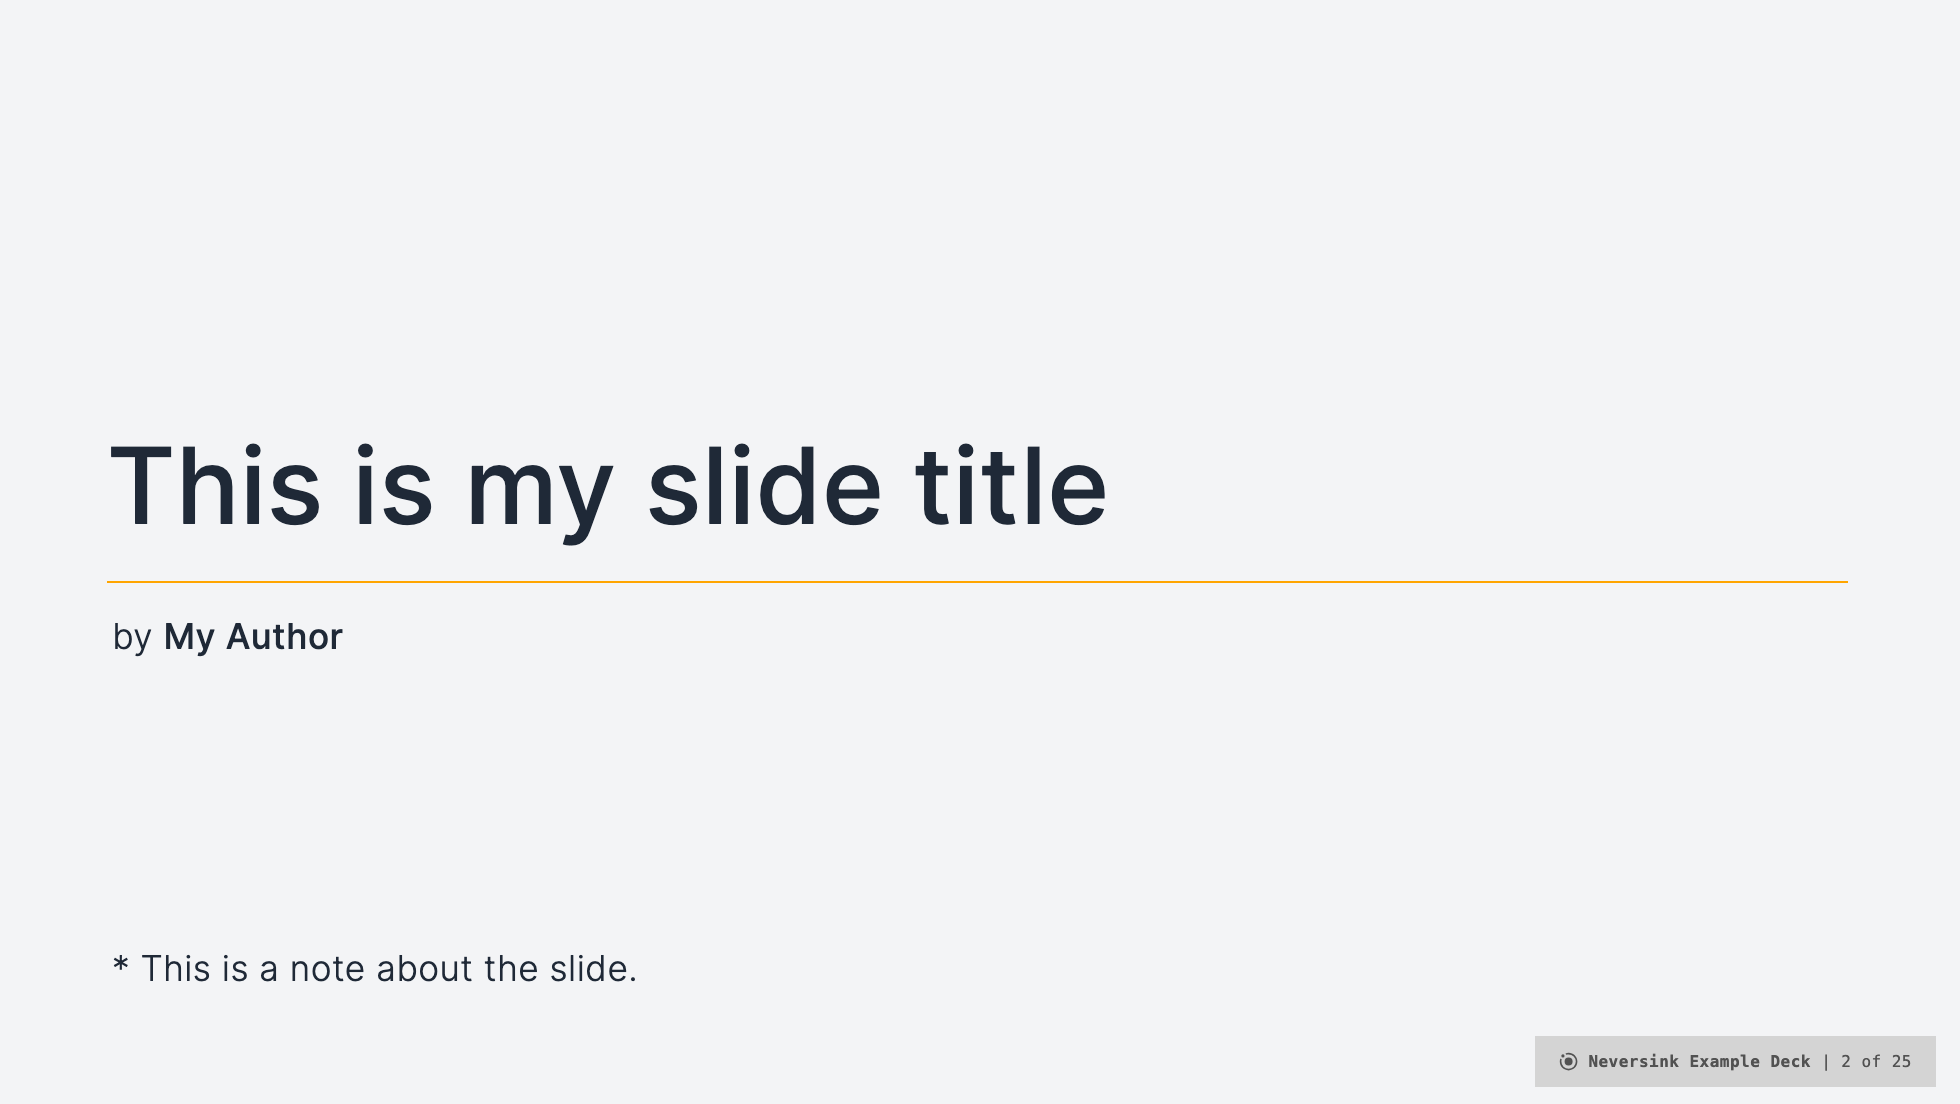 This is my slide title
by My Author
* This is a note about the slide.
Neversink Example Deck | 2 of 25